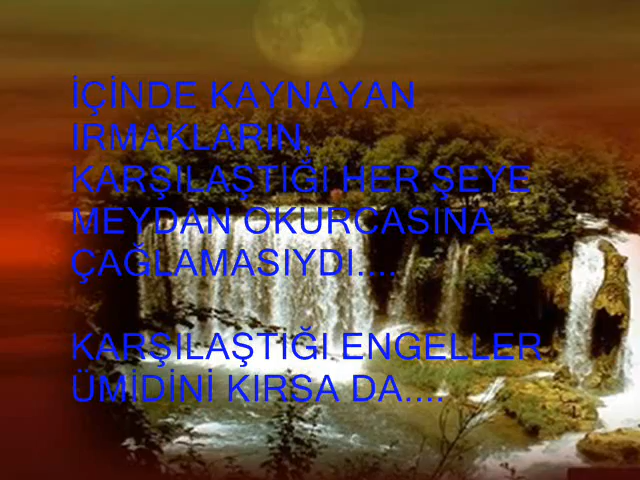 İÇİNDE KAYNAYAN
IRMAKLARIN,
KARŞILAŞTIĞI HER ŞEYE
MEYDAN OKURCASINA
ÇAĞLAMASIYDI....
KARŞILAŞTIĞI ENGELLER
ÜMİDİNİ KIRSA DA....